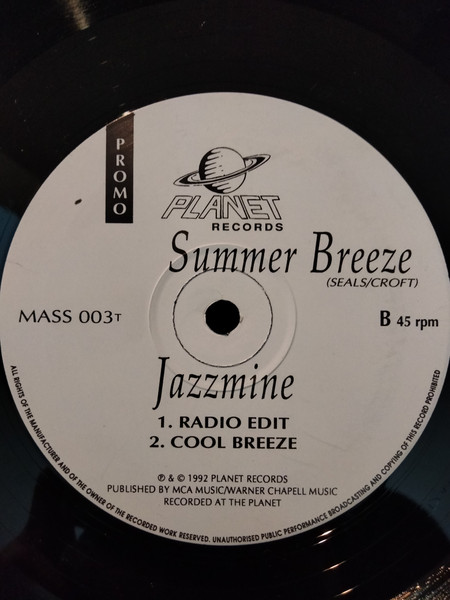 PROMO
PLANET
RECORDS
Summer Breeze
(SEALS/CROFT)
MASS 003T
B 45 rpm
Jazzmine
1. RADIO EDIT
2. COOL BREEZE
℗ & © 1992 PLANET RECORDS
PUBLISHED BY MCA MUSIC/WARNER CHAPELL MUSIC
RECORDED AT THE PLANET
ALL RIGHTS OF THE MANUFACTURER AND OF THE OWNER OF THE RECORDED WORK RESERVED. UNAUTHORISED PUBLIC PERFORMANCE BROADCASTING AND COPYING OF THIS RECORD PROHIBITED